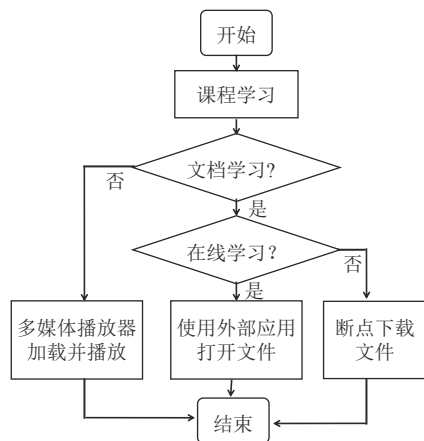 开始
课程学习
文档学习?
否
是
在线学习?
否
是
多媒体播放器
加载并播放
使用外部应用
打开文件
断点下载
文件
结束